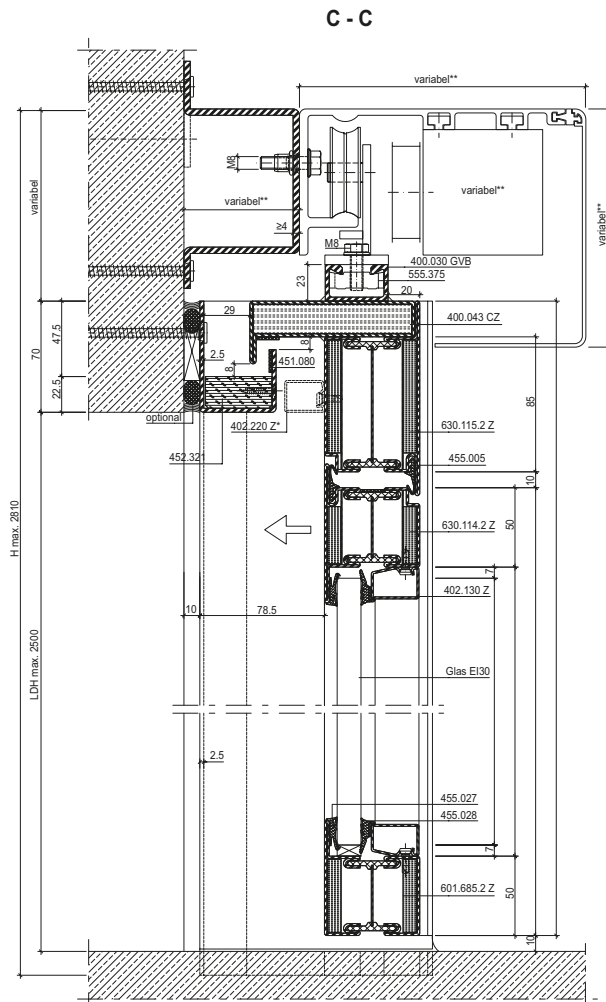 C - C
variabel**
M8
variabel**
variabel**
variabel**
variabel
≥4
M8
400.030 GVB
555.375
23
20
29
400.043 CZ
47.5
70
2.5
8
8
451.080
22.5
optional
402.220 Z*
452.321
85
630.115.2 Z
455.005
10
50
630.114.2 Z
7
402.130 Z
H max. 2810
LDH max. 2500
10
78.5
Glas EI30
2.5
455.027
455.028
7
601.685.2 Z
50
10